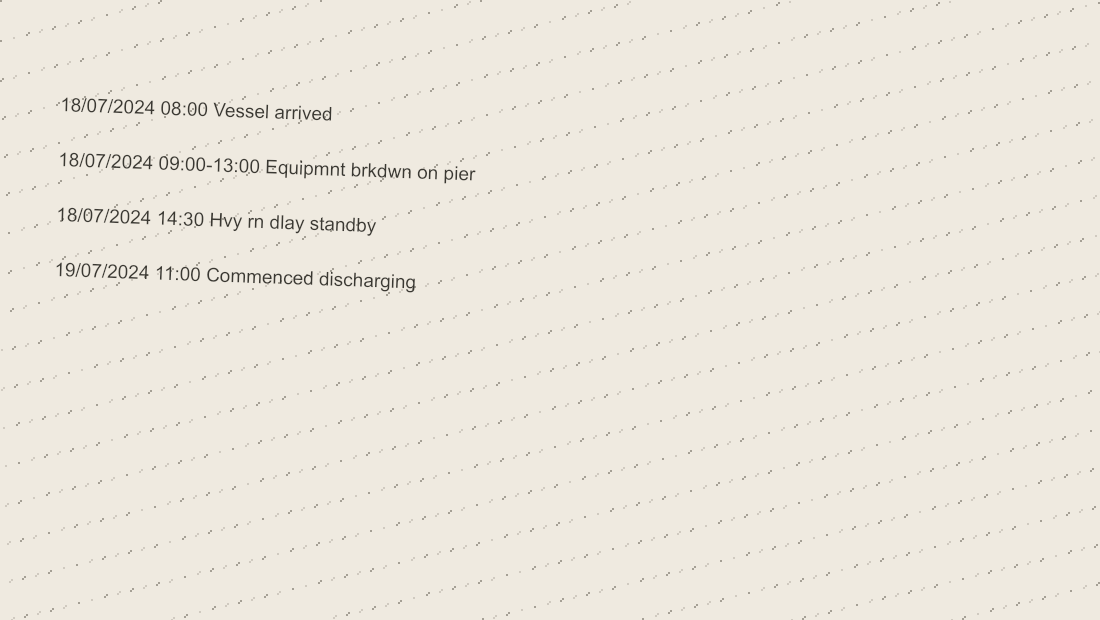 18/07/2024 08:00 Vessel arrived
18/07/2024 09:00-13:00 Equipmnt brkdwn on pier
18/07/2024 14:30 Hvy rn dlay standby
19/07/2024 11:00 Commenced discharging